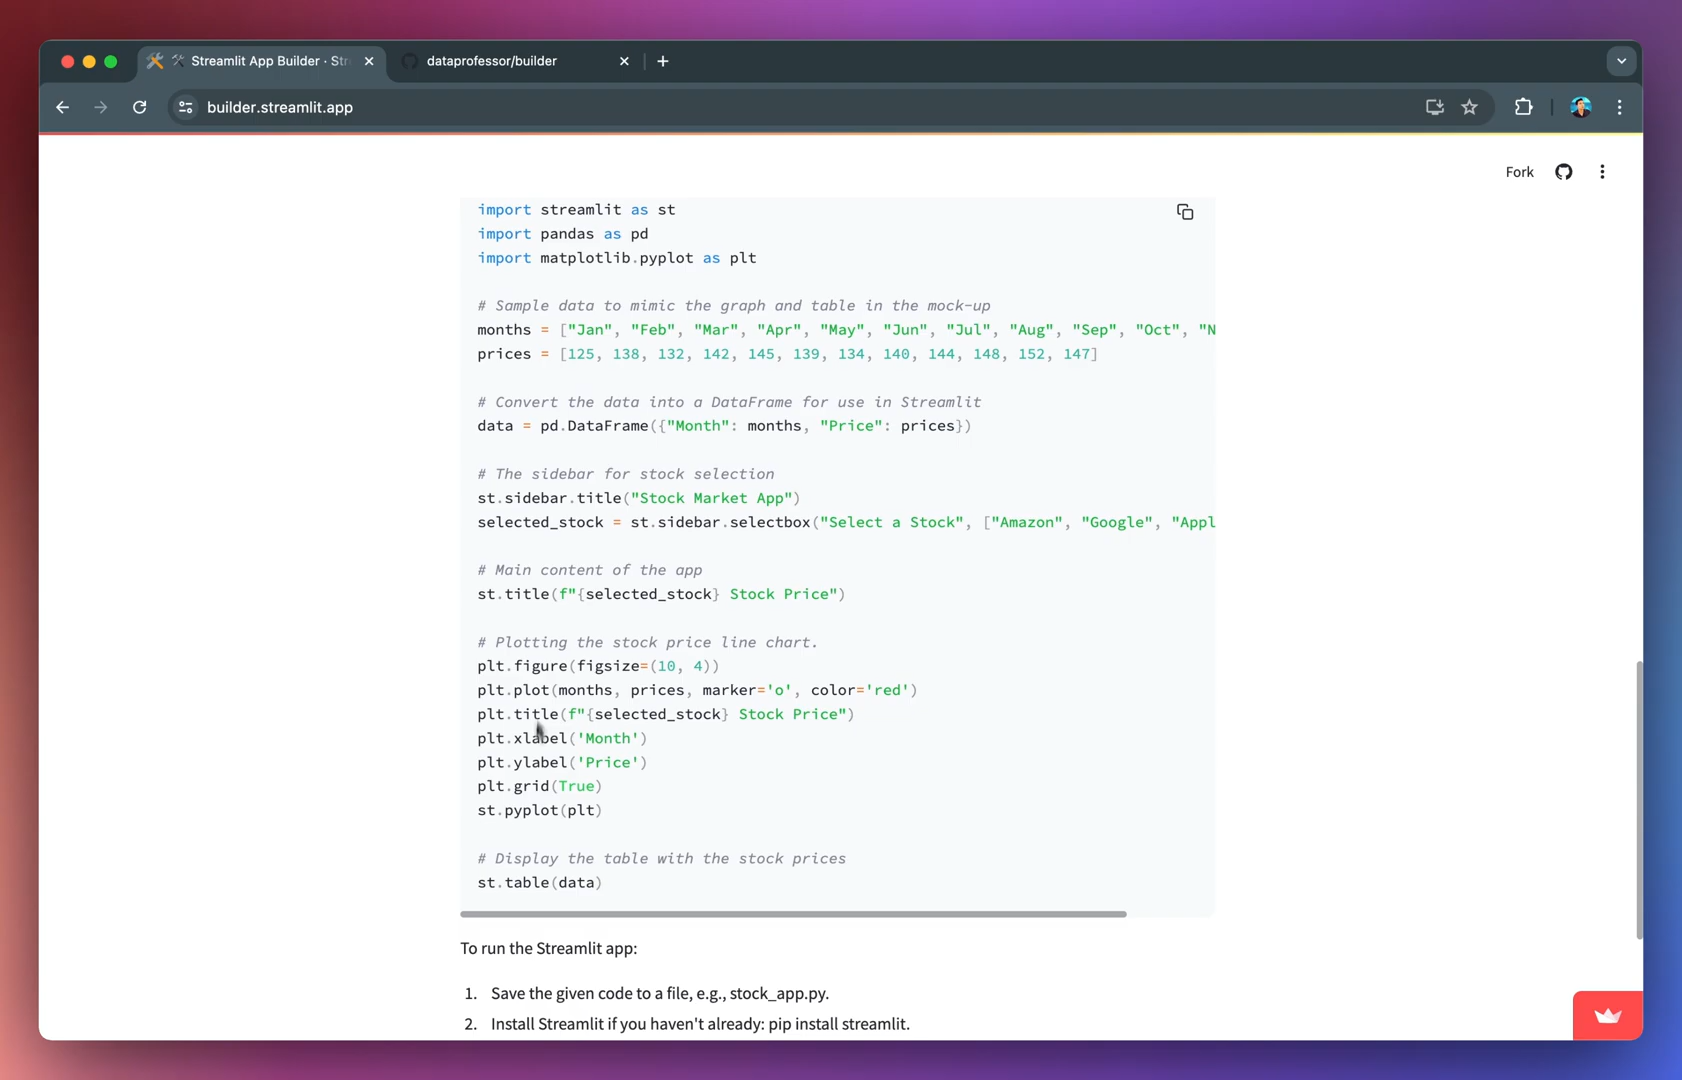 Streamlit App Builder · Str
dataprofessor/builder
builder.streamlit.app
Fork
import streamlit as st
import pandas as pd
import matplotlib.pyplot as plt
# Sample data to mimic the graph and table in the mock-up
months = ["Jan", "Feb", "Mar", "Apr", "May", "Jun", "Jul", "Aug", "Sep", "Oct", "N
prices = [125, 138, 132, 142, 145, 139, 134, 140, 144, 148, 152, 147]
# Convert the data into a DataFrame for use in Streamlit
data = pd.DataFrame({"Month": months, "Price": prices})
# The sidebar for stock selection
st.sidebar.title("Stock Market App")
selected_stock = st.sidebar.selectbox("Select a Stock", ["Amazon", "Google", "Appl
# Main content of the app
st.title(f"{selected_stock} Stock Price")
# Plotting the stock price line chart.
plt.figure(figsize=(10, 4))
plt.plot(months, prices, marker='o', color='red')
plt.title(f"{selected_stock} Stock Price")
plt.xlabel('Month')
plt.ylabel('Price')
plt.grid(True)
st.pyplot(plt)
# Display the table with the stock prices
st.table(data)
To run the Streamlit app:
1. Save the given code to a file, e.g., stock_app.py.
2. Install Streamlit if you haven't already: pip install streamlit.